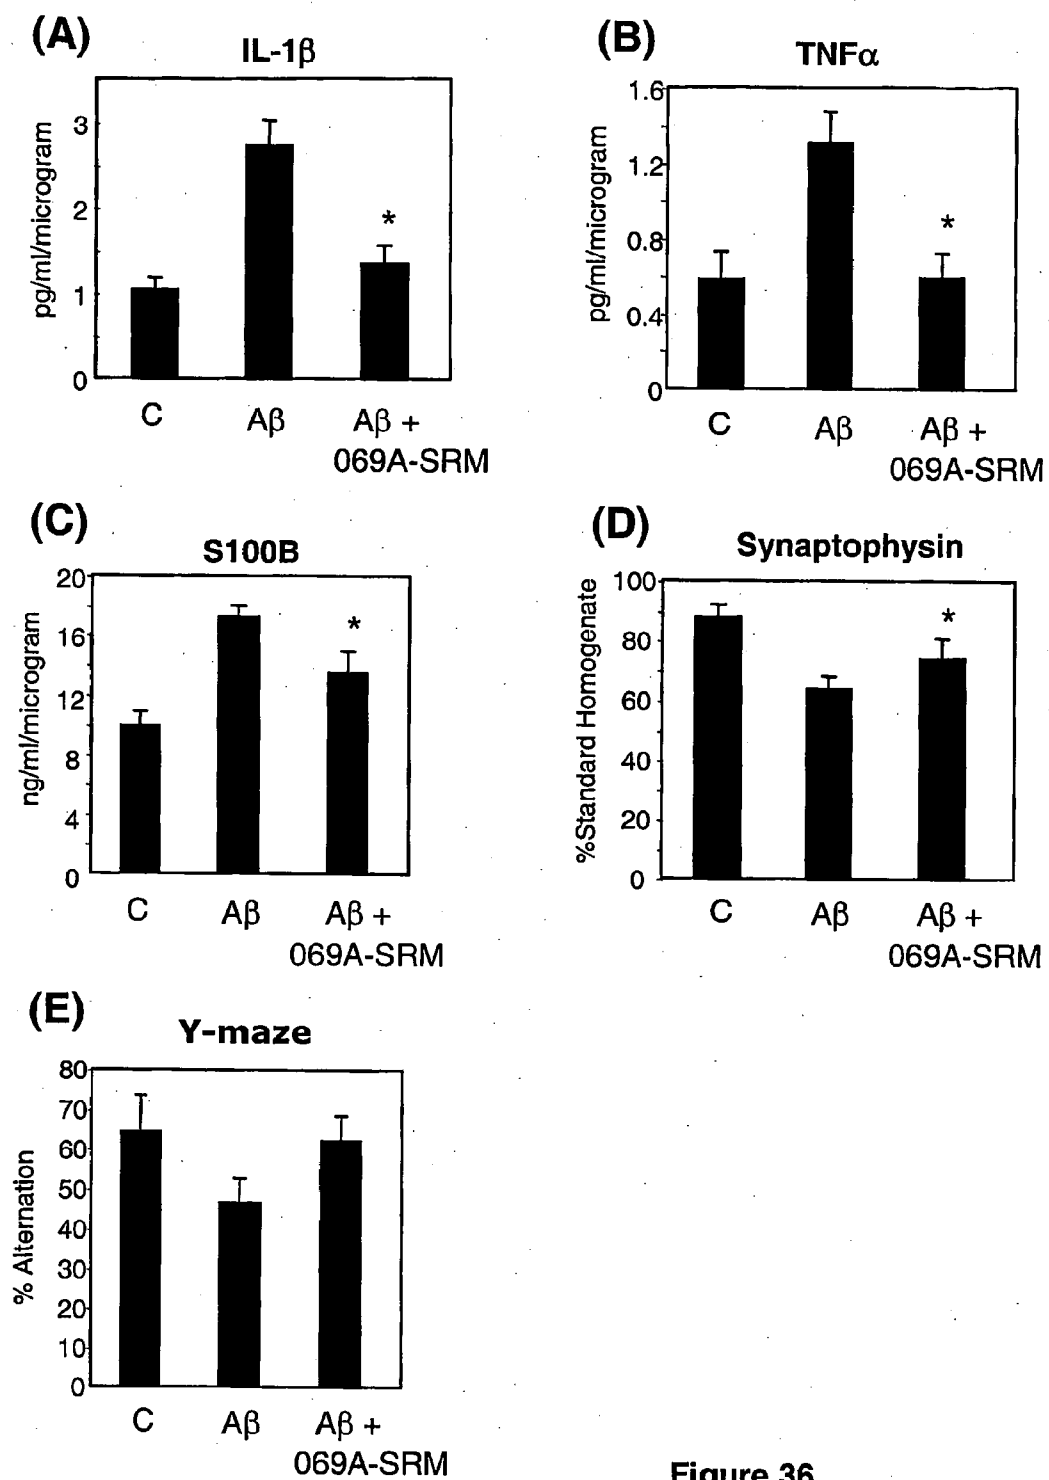 (A)
IL-1β
pg/ml/microgram
3
2
1
0
C
Aβ
Aβ +
069A-SRM
*
(B)
TNFα
pg/ml/microgram
1.6
1.2
0.8
0.4
0
C
Aβ
Aβ +
069A-SRM
*
(C)
S100B
ng/ml/microgram
20
16
12
8
4
0
C
Aβ
Aβ +
069A-SRM
*
(D)
Synaptophysin
%Standard Homogenate
100
80
60
40
20
0
C
Aβ
Aβ +
069A-SRM
*
(E)
Y-maze
% Alternation
80
70
60
50
40
30
20
10
0
C
Aβ
Aβ +
069A-SRM
Figure 36